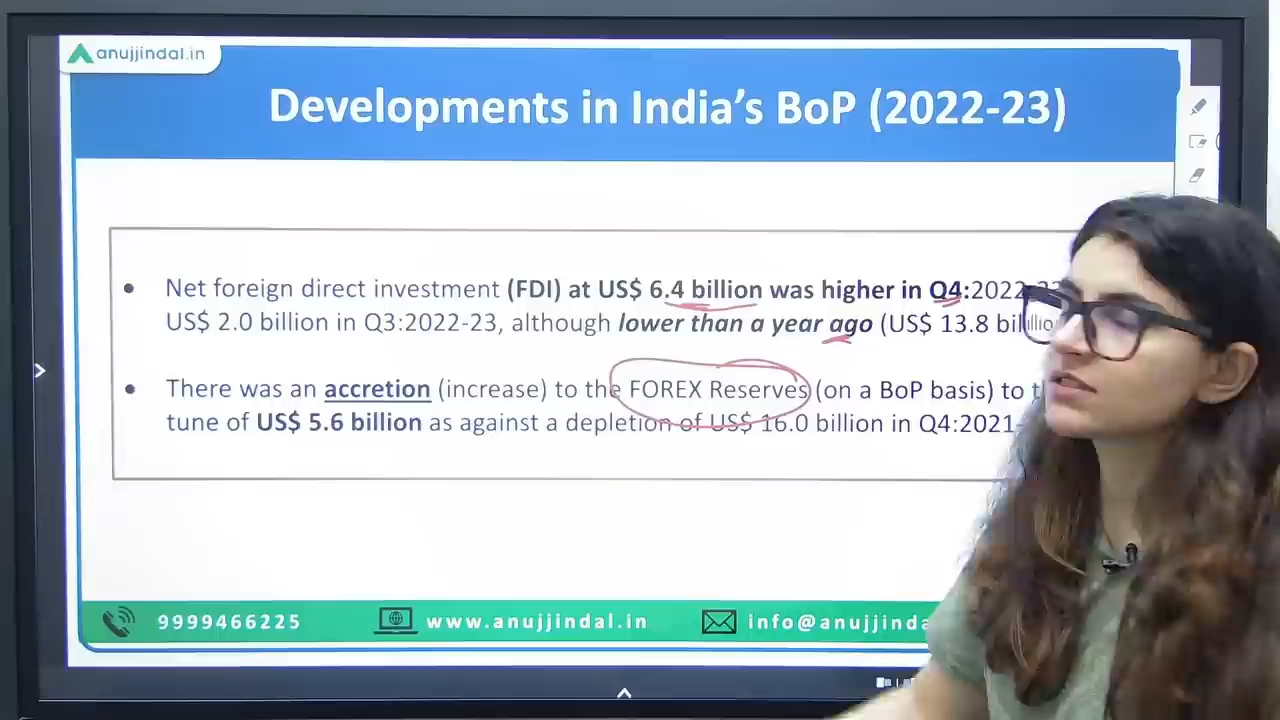 anujjindal.in
Developments in India's BoP (2022-23)
• Net foreign direct investment (FDI) at US$ 6.4 billion was higher in Q4:2022-
US$ 2.0 billion in Q3:2022-23, although lower than a year ago (US$ 13.8 billio
• There was an accretion (increase) to the FOREX Reserves (on a BoP basis) to
tune of US$ 5.6 billion as against a depletion of US$ 16.0 billion in Q4:2021-
9999466225 www.anujjindal.in info@anujjinda